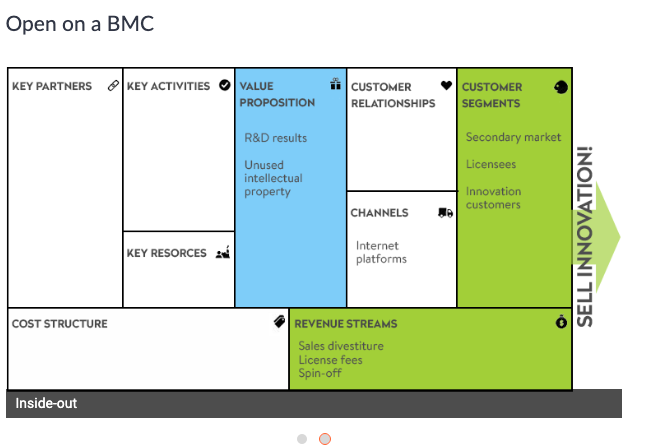 Open on a BMC
KEY PARTNERS
KEY ACTIVITIES
VALUE
PROPOSITION
R&D results
Unused
intellectual
property
CUSTOMER
RELATIONSHIPS
CUSTOMER
SEGMENTS
Secondary market
Licensees
Innovation
customers
KEY RESORCES
CHANNELS
Internet
platforms
SELL INNOVATION!
COST STRUCTURE
REVENUE STREAMS
Sales divestiture
License fees
Spin-off
Inside-out